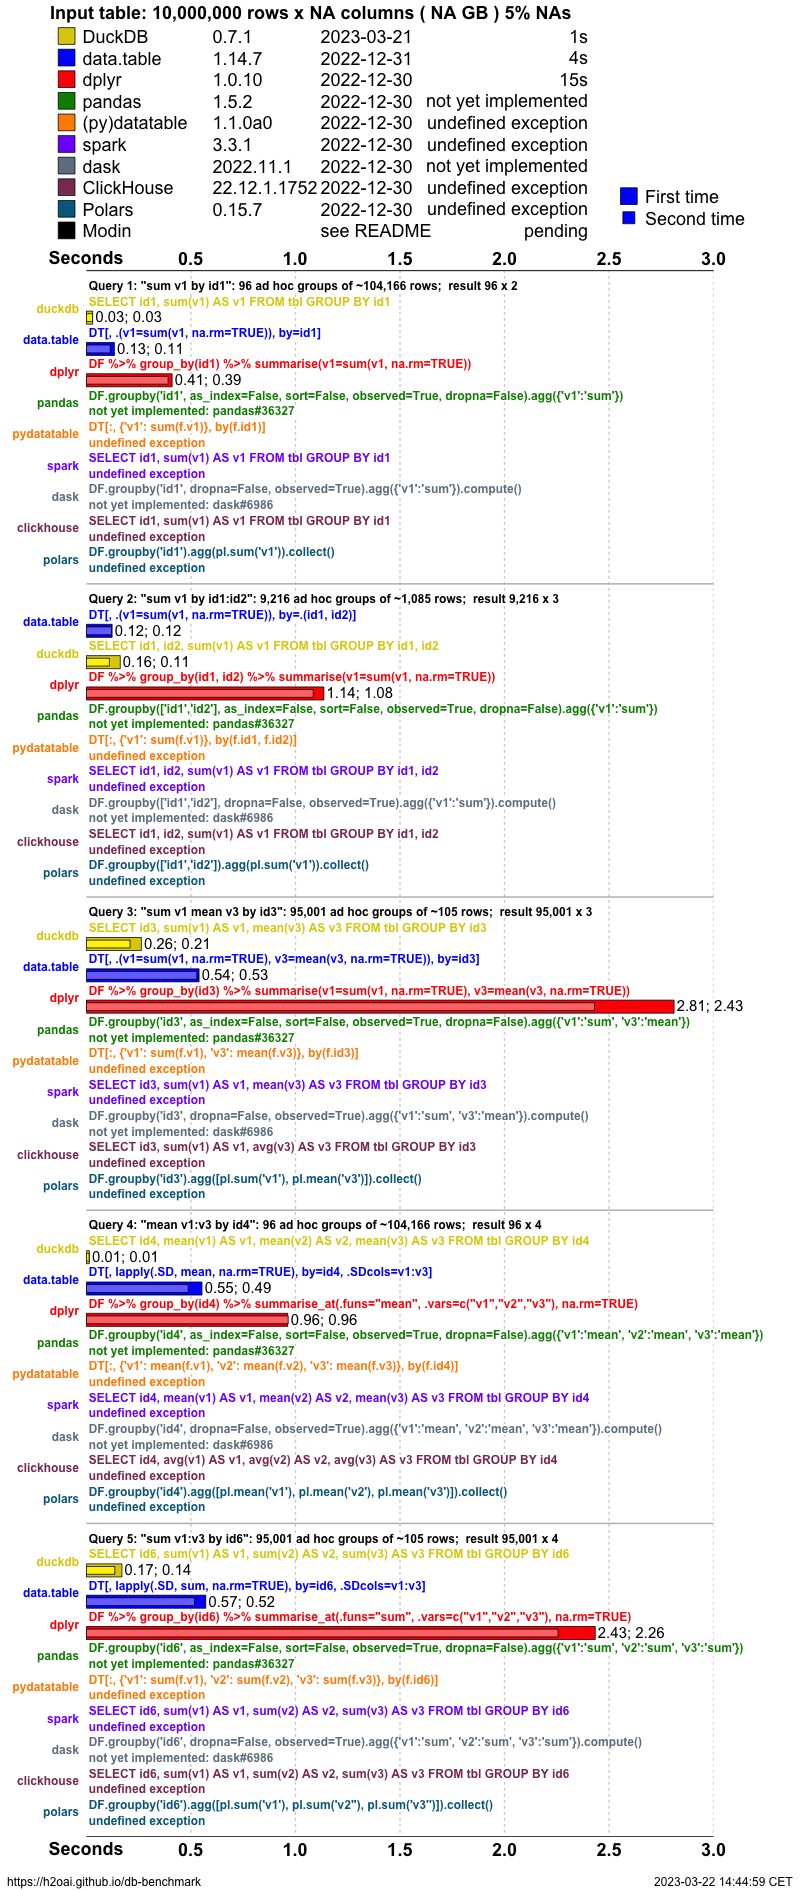 Input table: 10,000,000 rows x NA columns ( NA GB ) 5% NAs
DuckDB 0.7.1 2023-03-21 1s
data.table 1.14.7 2022-12-31 4s
dplyr 1.0.10 2022-12-30 15s
pandas 1.5.2 2022-12-30 not yet implemented
(py)datatable 1.1.0a0 2022-12-30 undefined exception
spark 3.3.1 2022-12-30 undefined exception
dask 2022.11.1 2022-12-30 not yet implemented
ClickHouse 22.12.1.1752 2022-12-30 undefined exception
Polars 0.15.7 2022-12-30 undefined exception
Modin see README pending
First time
Second time
Seconds 0.5 1.0 1.5 2.0 2.5 3.0
Query 1: "sum v1 by id1": 96 ad hoc groups of ~104,166 rows; result 96 x 2
duckdb SELECT id1, sum(v1) AS v1 FROM tbl GROUP BY id1
0.03; 0.03
data.table DT[, .(v1=sum(v1, na.rm=TRUE)), by=id1]
0.13; 0.11
dplyr DF %>% group_by(id1) %>% summarise(v1=sum(v1, na.rm=TRUE))
0.41; 0.39
pandas DF.groupby('id1', as_index=False, sort=False, observed=True, dropna=False).agg({'v1':'sum'})
not yet implemented: pandas#36327
pydatatable DT[:, {'v1': sum(f.v1)}, by(f.id1)]
undefined exception
spark SELECT id1, sum(v1) AS v1 FROM tbl GROUP BY id1
undefined exception
dask DF.groupby('id1', dropna=False, observed=True).agg({'v1':'sum'}).compute()
not yet implemented: dask#6986
clickhouse SELECT id1, sum(v1) AS v1 FROM tbl GROUP BY id1
undefined exception
polars DF.groupby('id1').agg(pl.sum('v1')).collect()
undefined exception
Query 2: "sum v1 by id1:id2": 9,216 ad hoc groups of ~1,085 rows; result 9,216 x 3
data.table DT[, .(v1=sum(v1, na.rm=TRUE)), by=.(id1, id2)]
0.12; 0.12
duckdb SELECT id1, id2, sum(v1) AS v1 FROM tbl GROUP BY id1, id2
0.16; 0.11
dplyr DF %>% group_by(id1, id2) %>% summarise(v1=sum(v1, na.rm=TRUE))
1.14; 1.08
pandas DF.groupby(['id1','id2'], as_index=False, sort=False, observed=True, dropna=False).agg({'v1':'sum'})
not yet implemented: pandas#36327
pydatatable DT[:, {'v1': sum(f.v1)}, by(f.id1, f.id2)]
undefined exception
spark SELECT id1, id2, sum(v1) AS v1 FROM tbl GROUP BY id1, id2
undefined exception
dask DF.groupby(['id1','id2'], dropna=False, observed=True).agg({'v1':'sum'}).compute()
not yet implemented: dask#6986
clickhouse SELECT id1, id2, sum(v1) AS v1 FROM tbl GROUP BY id1, id2
undefined exception
polars DF.groupby(['id1','id2']).agg(pl.sum('v1')).collect()
undefined exception
Query 3: "sum v1 mean v3 by id3": 95,001 ad hoc groups of ~105 rows; result 95,001 x 3
duckdb SELECT id3, sum(v1) AS v1, mean(v3) AS v3 FROM tbl GROUP BY id3
0.26; 0.21
data.table DT[, .(v1=sum(v1, na.rm=TRUE), v3=mean(v3, na.rm=TRUE)), by=id3]
0.54; 0.53
dplyr DF %>% group_by(id3) %>% summarise(v1=sum(v1, na.rm=TRUE), v3=mean(v3, na.rm=TRUE))
2.81; 2.43
pandas DF.groupby('id3', as_index=False, sort=False, observed=True, dropna=False).agg({'v1':'sum', 'v3':'mean'})
not yet implemented: pandas#36327
pydatatable DT[:, {'v1': sum(f.v1), 'v3': mean(f.v3)}, by(f.id3)]
undefined exception
spark SELECT id3, sum(v1) AS v1, mean(v3) AS v3 FROM tbl GROUP BY id3
undefined exception
dask DF.groupby('id3', dropna=False, observed=True).agg({'v1':'sum', 'v3':'mean'}).compute()
not yet implemented: dask#6986
clickhouse SELECT id3, sum(v1) AS v1, avg(v3) AS v3 FROM tbl GROUP BY id3
undefined exception
polars DF.groupby('id3').agg([pl.sum('v1'), pl.mean('v3')]).collect()
undefined exception
Query 4: "mean v1:v3 by id4": 96 ad hoc groups of ~104,166 rows; result 96 x 4
duckdb SELECT id4, mean(v1) AS v1, mean(v2) AS v2, mean(v3) AS v3 FROM tbl GROUP BY id4
0.01; 0.01
data.table DT[, lapply(.SD, mean, na.rm=TRUE), by=id4, .SDcols=v1:v3]
0.55; 0.49
dplyr DF %>% group_by(id4) %>% summarise_at(.funs="mean", .vars=c("v1","v2","v3"), na.rm=TRUE)
0.96; 0.96
pandas DF.groupby('id4', as_index=False, sort=False, observed=True, dropna=False).agg({'v1':'mean', 'v2':'mean', 'v3':'mean'})
not yet implemented: pandas#36327
pydatatable DT[:, {'v1': mean(f.v1), 'v2': mean(f.v2), 'v3': mean(f.v3)}, by(f.id4)]
undefined exception
spark SELECT id4, mean(v1) AS v1, mean(v2) AS v2, mean(v3) AS v3 FROM tbl GROUP BY id4
undefined exception
dask DF.groupby('id4', dropna=False, observed=True).agg({'v1':'mean', 'v2':'mean', 'v3':'mean'}).compute()
not yet implemented: dask#6986
clickhouse SELECT id4, avg(v1) AS v1, avg(v2) AS v2, avg(v3) AS v3 FROM tbl GROUP BY id4
undefined exception
polars DF.groupby('id4').agg([pl.mean('v1'), pl.mean('v2'), pl.mean('v3')]).collect()
undefined exception
Query 5: "sum v1:v3 by id6": 95,001 ad hoc groups of ~105 rows; result 95,001 x 4
duckdb SELECT id6, sum(v1) AS v1, sum(v2) AS v2, sum(v3) AS v3 FROM tbl GROUP BY id6
0.17; 0.14
data.table DT[, lapply(.SD, sum, na.rm=TRUE), by=id6, .SDcols=v1:v3]
0.57; 0.52
dplyr DF %>% group_by(id6) %>% summarise_at(.funs="sum", .vars=c("v1","v2","v3"), na.rm=TRUE)
2.43; 2.26
pandas DF.groupby('id6', as_index=False, sort=False, observed=True, dropna=False).agg({'v1':'sum', 'v2':'sum', 'v3':'sum'})
not yet implemented: pandas#36327
pydatatable DT[:, {'v1': sum(f.v1), 'v2': sum(f.v2), 'v3': sum(f.v3)}, by(f.id6)]
undefined exception
spark SELECT id6, sum(v1) AS v1, sum(v2) AS v2, sum(v3) AS v3 FROM tbl GROUP BY id6
undefined exception
dask DF.groupby('id6', dropna=False, observed=True).agg({'v1':'sum', 'v2':'sum', 'v3':'sum'}).compute()
not yet implemented: dask#6986
clickhouse SELECT id6, sum(v1) AS v1, sum(v2) AS v2, sum(v3) AS v3 FROM tbl GROUP BY id6
undefined exception
polars DF.groupby('id6').agg([pl.sum('v1'), pl.sum('v2"), pl.sum('v3")]).collect()
undefined exception
Seconds 0.5 1.0 1.5 2.0 2.5 3.0
https://h2oai.github.io/db-benchmark 2023-03-22 14:44:59 CET